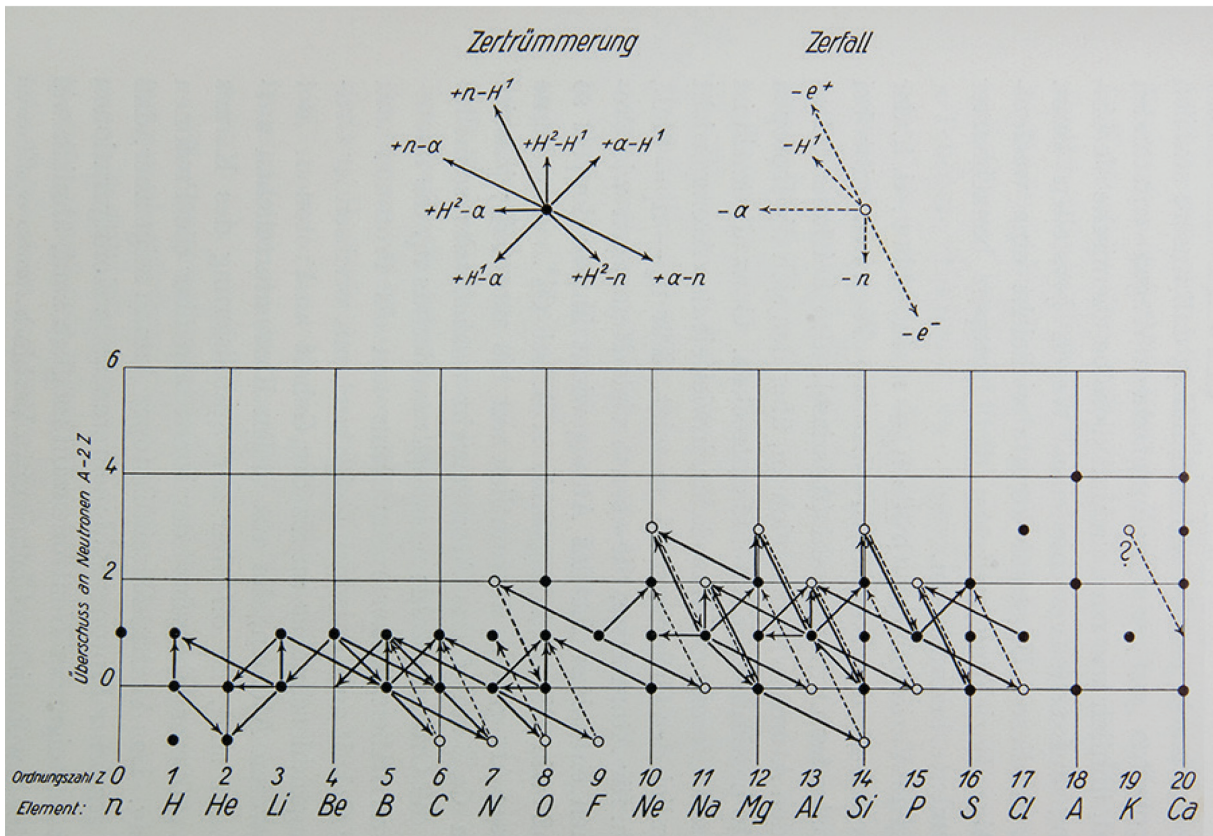 Zertrümmerung
Zerfall
+n-H¹
+n-α
+H²-H¹
+α-H¹
+H²-α
+H¹-α
+H²-n
+α-n
-e⁺
-H¹
-α
-n
-e⁻
Überschuss an Neutronen A-2Z
6
4
2
0
?
Ordnungszahl Z 0 1 2 3 4 5 6 7 8 9 10 11 12 13 14 15 16 17 18 19 20
Element: n H He Li Be B C N O F Ne Na Mg Al Si P S Cl A K Ca